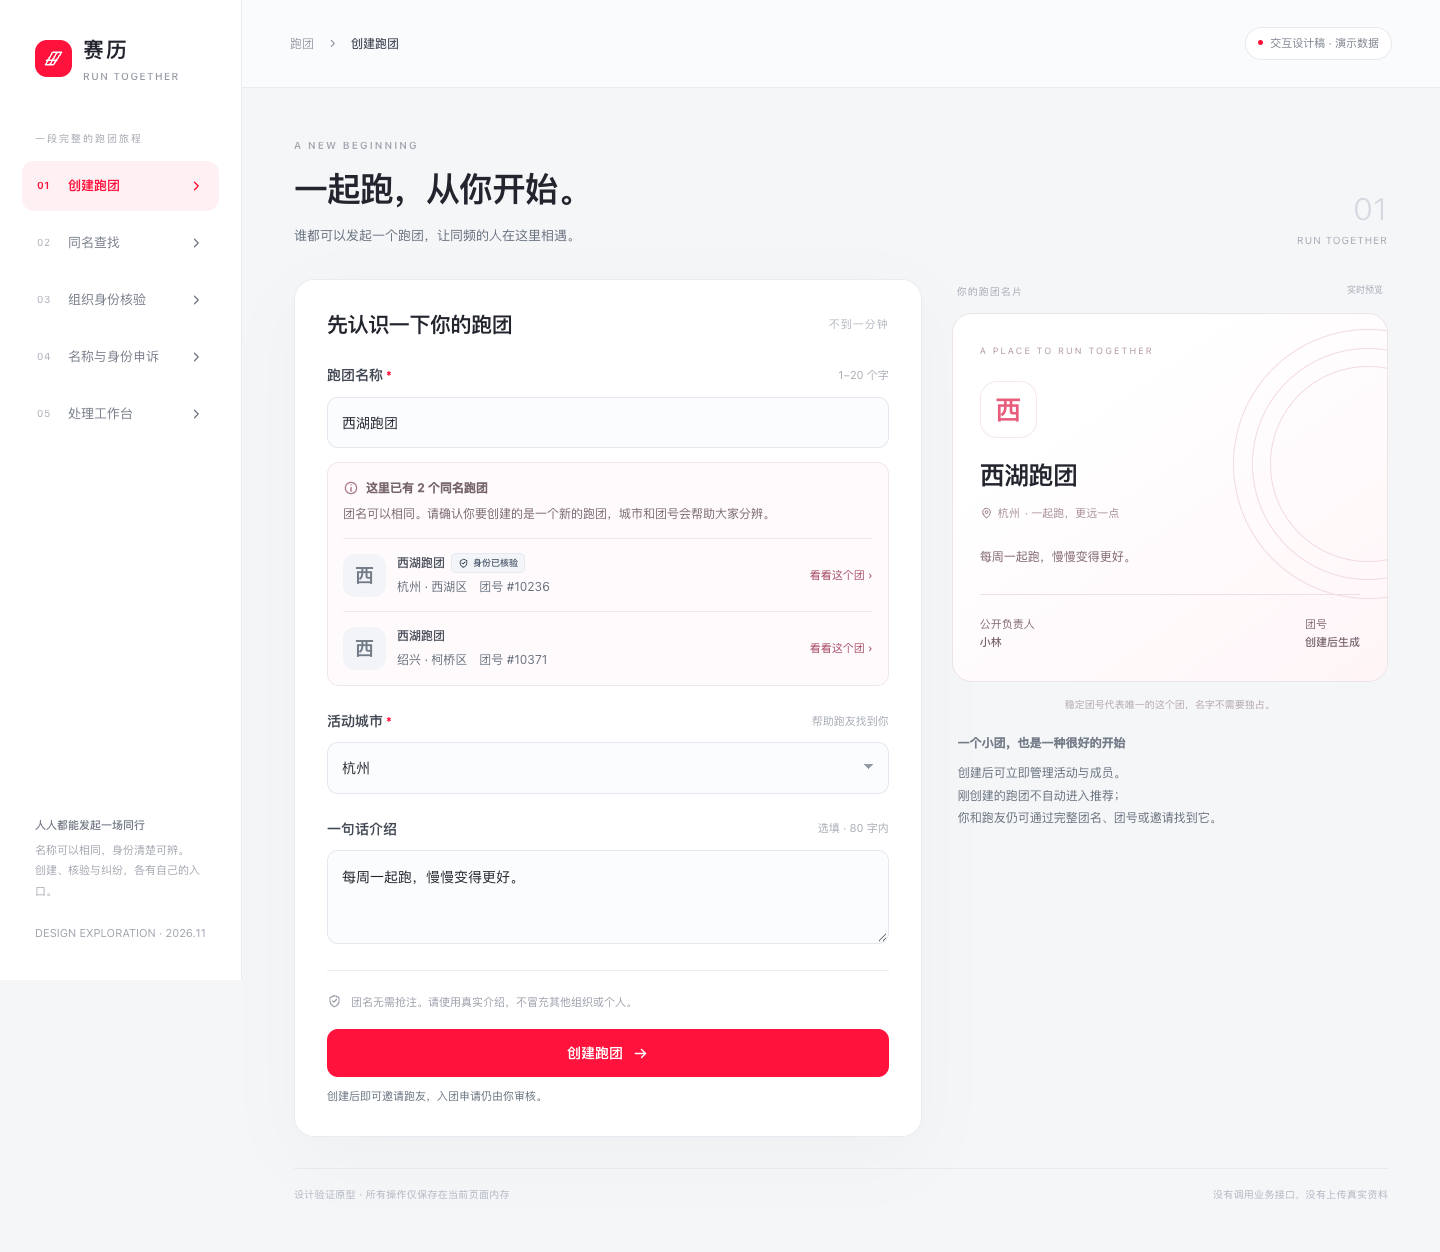 赛历
RUN TOGETHER
一段完整的跑团旅程
01 创建跑团
02 同名查找
03 组织身份核验
04 名称与身份申诉
05 处理工作台
人人都能发起一场同行
名称可以相同，身份清楚可辨。
创建、核验与纠纷，各有自己的入
口。
DESIGN EXPLORATION · 2026.11
跑团 > 创建跑团
交互设计稿 · 演示数据
A NEW BEGINNING
一起跑，从你开始。
谁都可以发起一个跑团，让同频的人在这里相遇。
01
RUN TOGETHER
先认识一下你的跑团
不到一分钟
跑团名称 *
1–20 个字
西湖跑团
这里已有 2 个同名跑团
团名可以相同。请确认你要创建的是一个新的跑团，城市和团号会帮助大家分辨。
西
西湖跑团 身份已核验
杭州 · 西湖区 团号 #10236
看看这个团 ›
西
西湖跑团
绍兴 · 柯桥区 团号 #10371
看看这个团 ›
活动城市 *
帮助跑友找到你
杭州
一句话介绍
选填 · 80 字内
每周一起跑，慢慢变得更好。
团名无需抢注。请使用真实介绍，不冒充其他组织或个人。
创建跑团 →
创建后即可邀请跑友，入团申请仍由你审核。
你的跑团名片
实时预览
A PLACE TO RUN TOGETHER
西
西湖跑团
杭州 · 一起跑，更远一点
每周一起跑，慢慢变得更好。
公开负责人
小林
团号
创建后生成
稳定团号代表唯一的这个团，名字不需要独占。
一个小团，也是一种很好的开始
创建后可立即管理活动与成员。
刚创建的跑团不自动进入推荐；
你和跑友仍可通过完整团名、团号或邀请找到它。
设计验证原型 · 所有操作仅保存在当前页面内存
没有调用业务接口，没有上传真实资料